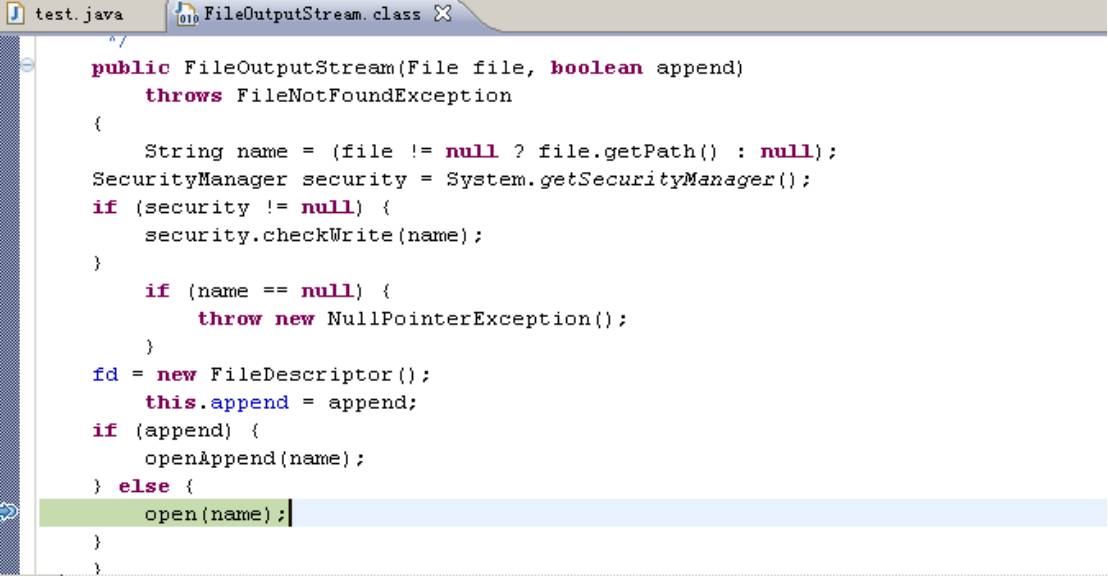 test.java FileOutputStream.class
*/
public FileOutputStream(File file, boolean append)
throws FileNotFoundException
{
String name = (file != null ? file.getPath() : null);
SecurityManager security = System.getSecurityManager();
if (security != null) {
security.checkWrite(name);
}
if (name == null) {
throw new NullPointerException();
}
fd = new FileDescriptor();
this.append = append;
if (append) {
openAppend(name);
} else {
open(name);
}
}